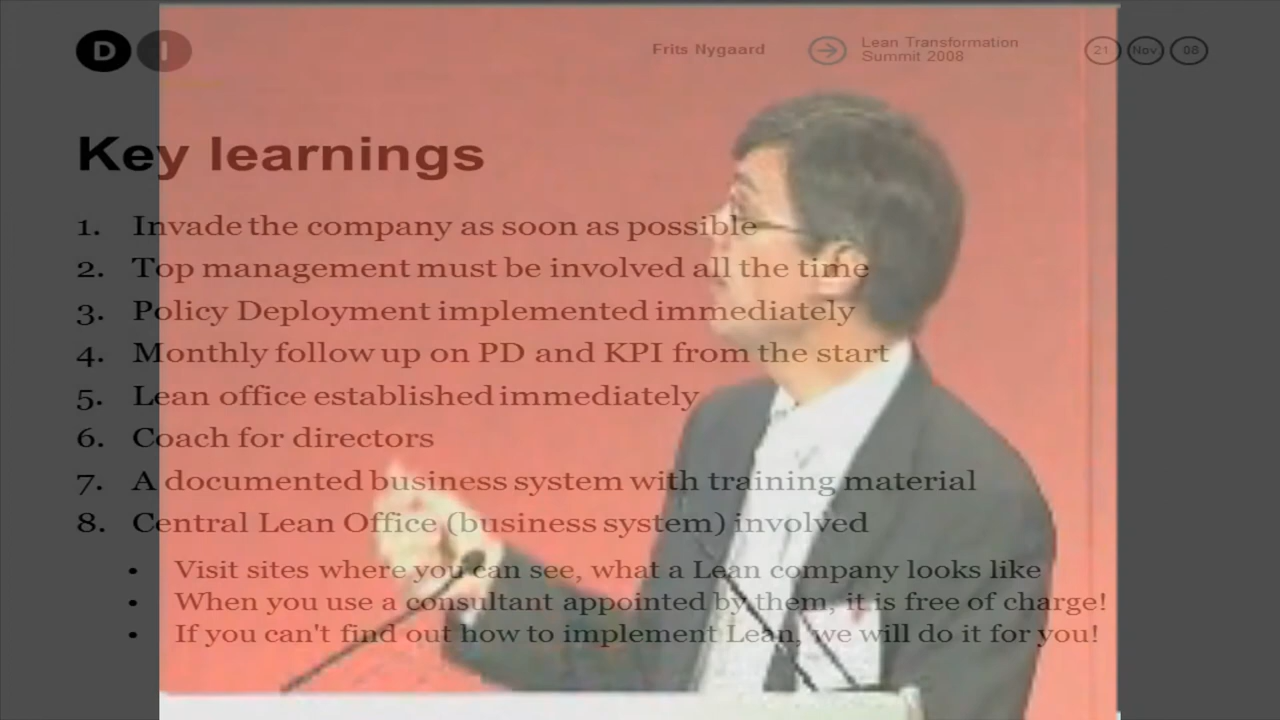 D I
Frits Nygaard
Lean Transformation
Summit 2008
21 Nov 08
Key learnings
1. Invade the company as soon as possible
2. Top management must be involved all the time
3. Policy Deployment implemented immediately
4. Monthly follow up on PD and KPI from the start
5. Lean office established immediately
6. Coach for directors
7. A documented business system with training material
8. Central Lean Office (business system) involved
• Visit sites where you can see, what a Lean company looks like
• When you use a consultant appointed by them, it is free of charge!
• If you can't find out how to implement Lean, we will do it for you!